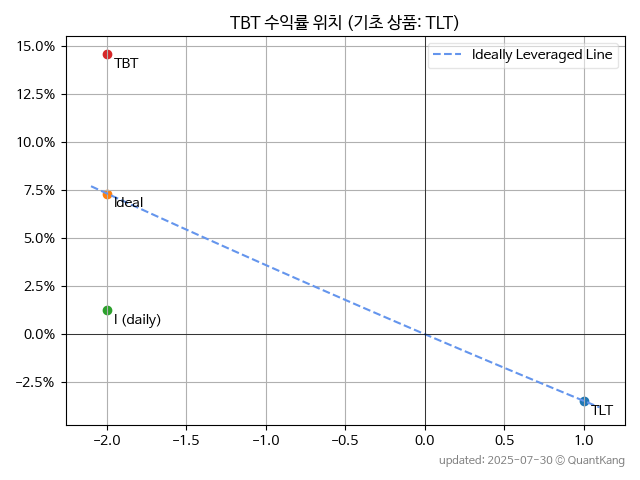 TBT 수익률 위치 (기초 상품: TLT)
15.0%
12.5%
10.0%
7.5%
5.0%
2.5%
0.0%
−2.5%
Ideally Leveraged Line
TBT
Ideal
I (daily)
TLT
−2.0 −1.5 −1.0 −0.5 0.0 0.5 1.0
updated: 2025-07-30 © QuantKang